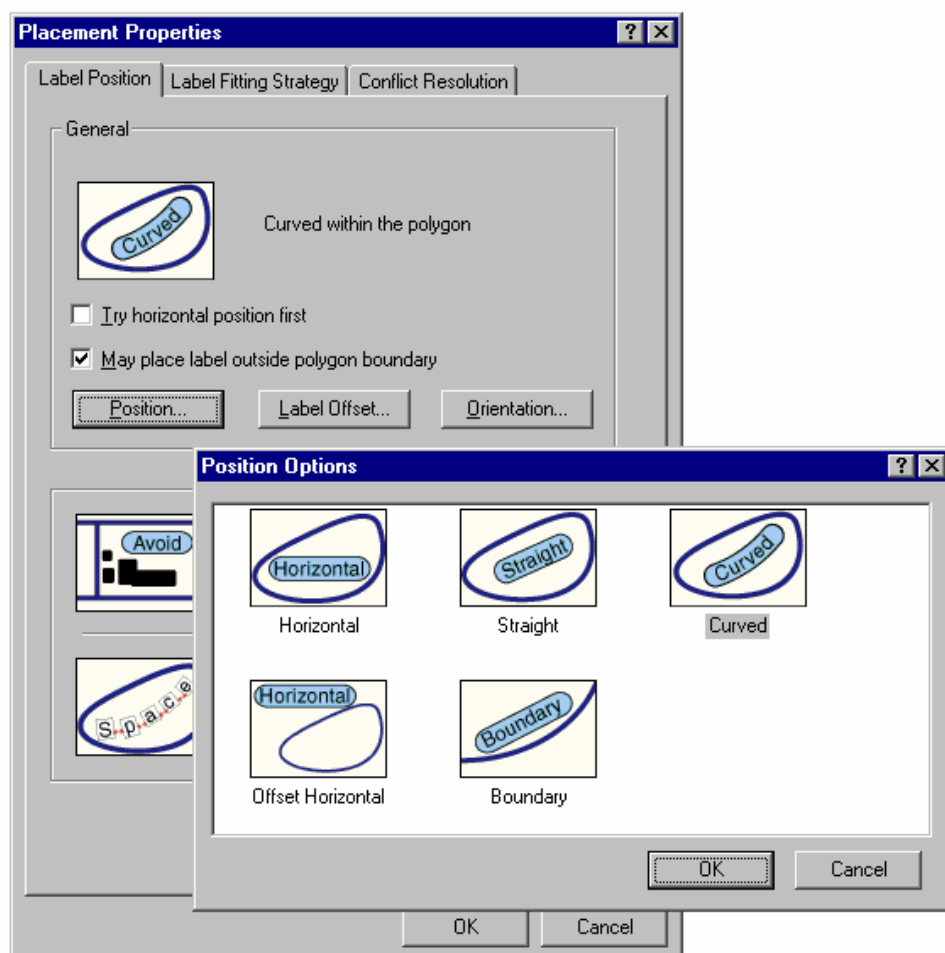 Placement Properties
Label Position Label Fitting Strategy Conflict Resolution
General
Curved
Curved within the polygon
Try horizontal position first
May place label outside polygon boundary
Position... Label Offset... Orientation...
Position Options
Avoid
Space
Horizontal Straight Curved
Horizontal Straight Curved
Horizontal Boundary
Offset Horizontal Boundary
OK Cancel
OK Cancel